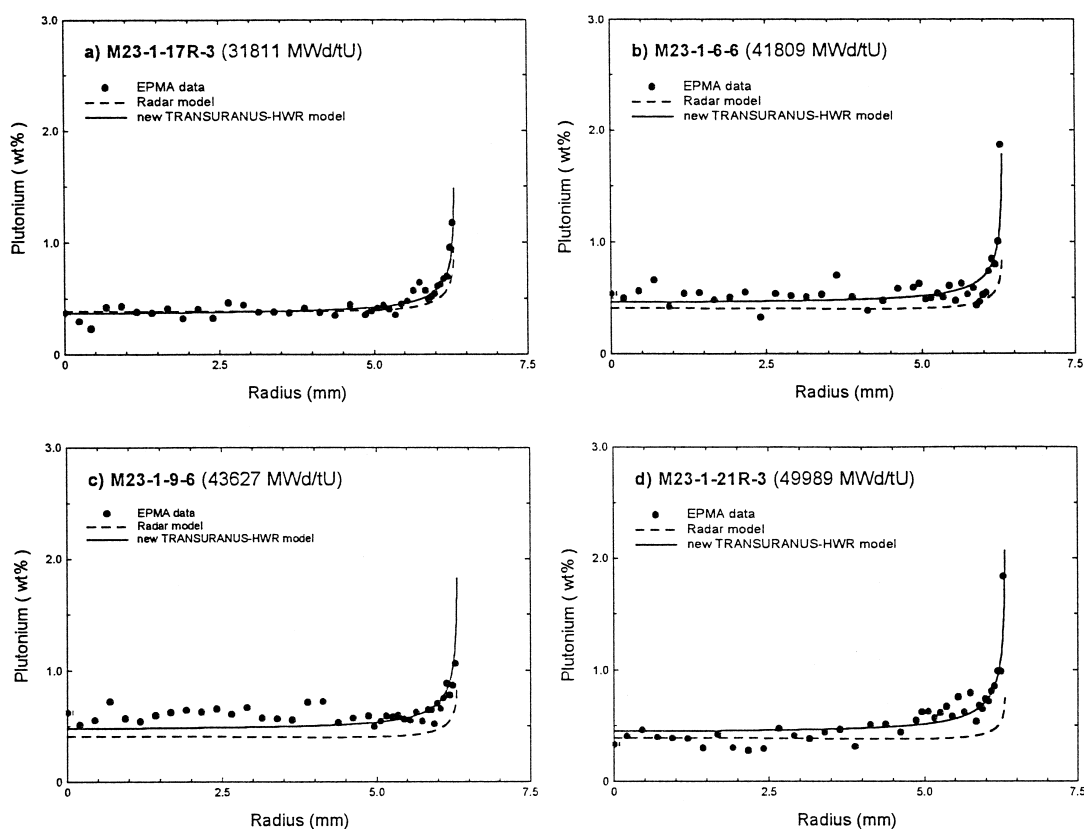 a) M23-1-17R-3 (31811 MWd/tU)
EPMA data
Radar model
new TRANSURANUS-HWR model
Plutonium ( wt% )
3.0
2.0
1.0
0
0
2.5
5.0
7.5
Radius (mm)
b) M23-1-6-6 (41809 MWd/tU)
EPMA data
Radar model
new TRANSURANUS-HWR model
Plutonium ( wt% )
3.0
2.0
1.0
0
0
2.5
5.0
7.5
Radius (mm)
c) M23-1-9-6 (43627 MWd/tU)
EPMA data
Radar model
new TRANSURANUS-HWR model
Plutonium ( wt% )
3.0
2.0
1.0
0
0
2.5
5.0
7.5
Radius (mm)
d) M23-1-21R-3 (49989 MWd/tU)
EPMA data
Radar model
new TRANSURANUS-HWR model
Plutonium ( wt% )
3.0
2.0
1.0
0
0
2.5
5.0
7.5
Radius (mm)